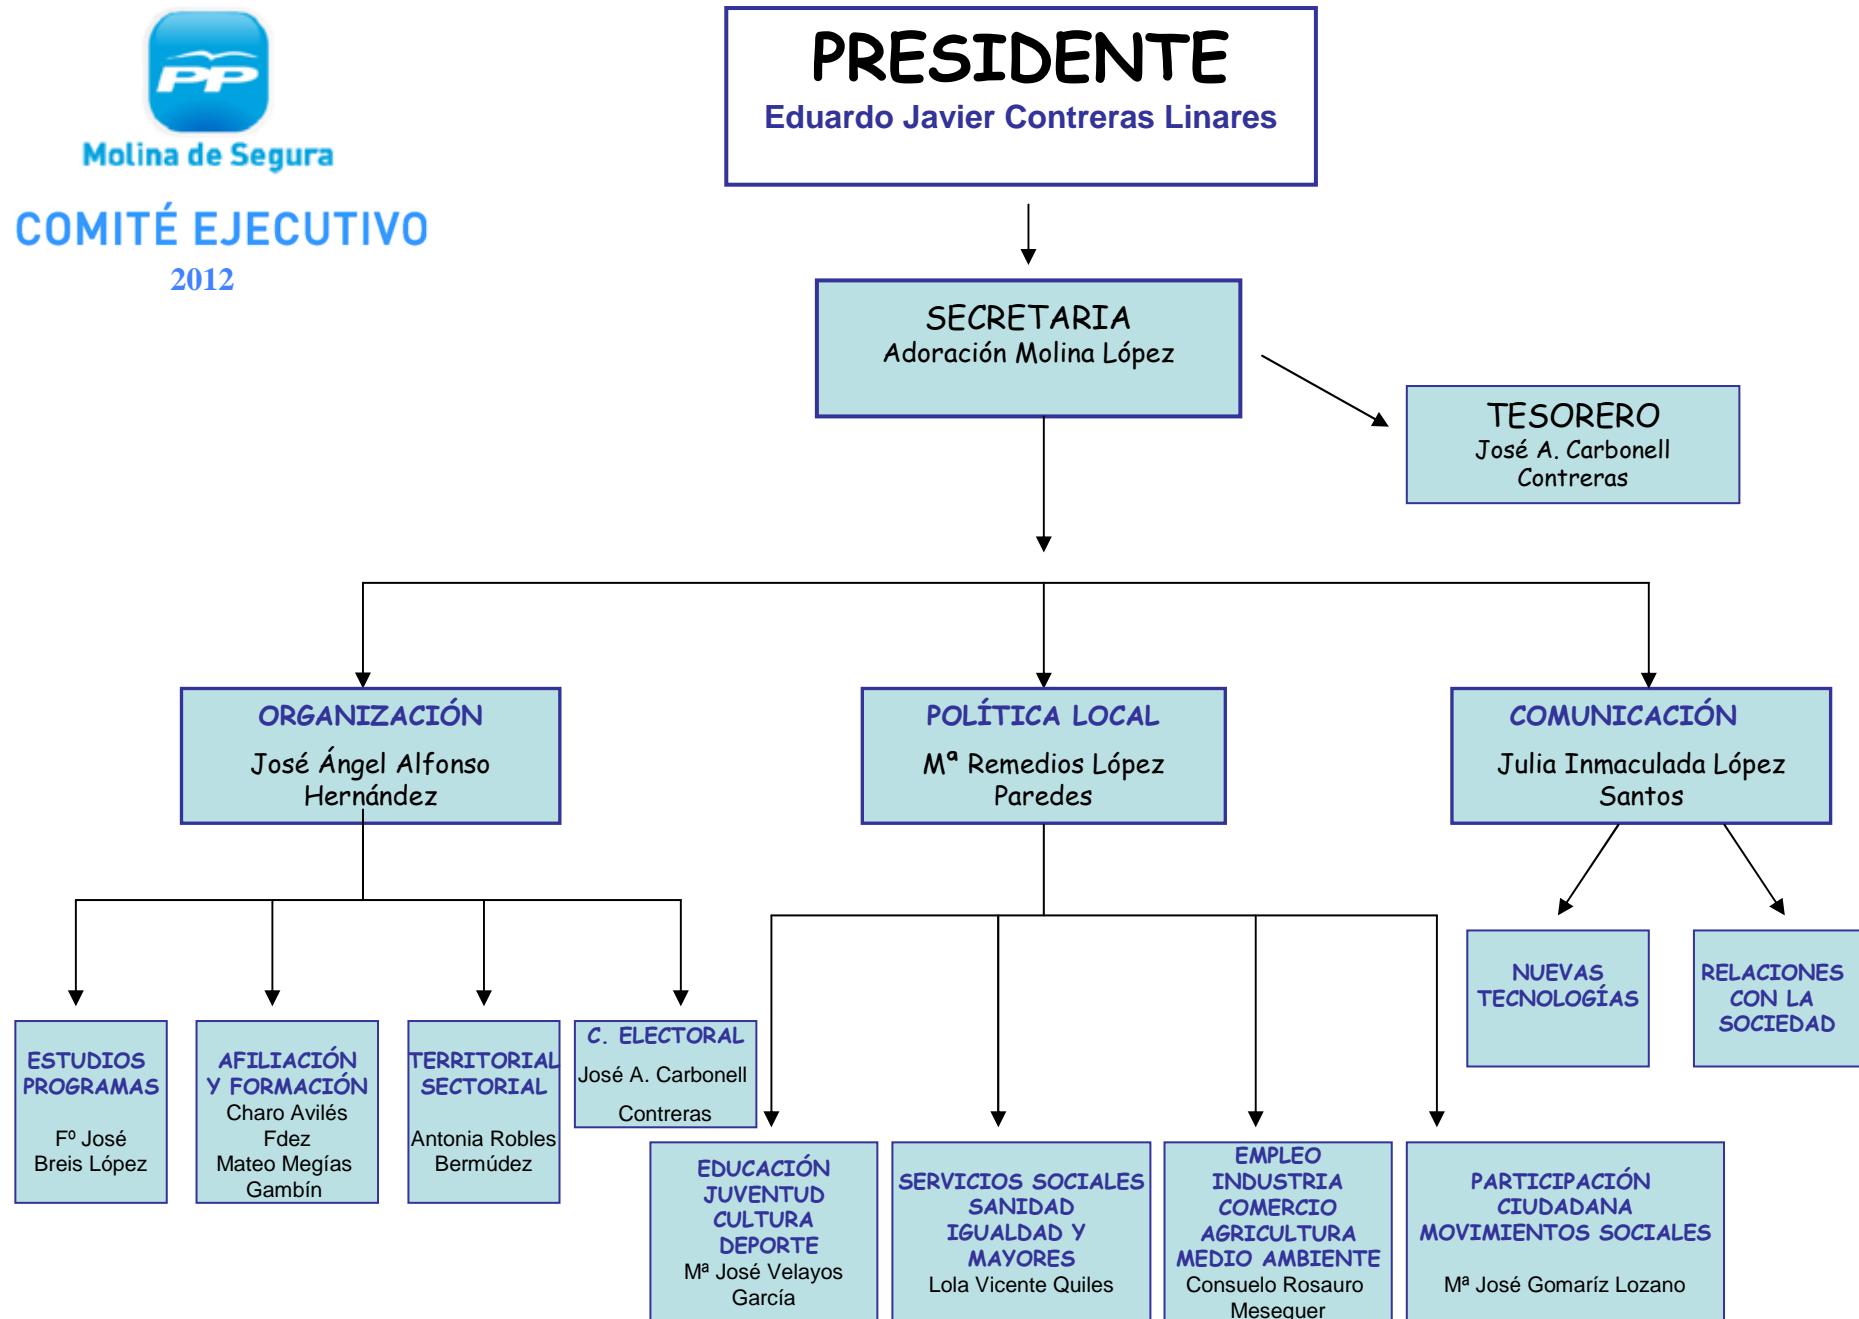 PP
Molina de Segura
COMITÉ EJECUTIVO
2012
PRESIDENTE
Eduardo Javier Contreras Linares
SECRETARIA
Adoración Molina López
TESORERO
José A. Carbonell
Contreras
ORGANIZACIÓN
José Ángel Alfonso
Hernández
POLÍTICA LOCAL
Mª Remedios López
Paredes
COMUNICACIÓN
Julia Inmaculada López
Santos
ESTUDIOS
PROGRAMAS
Fº José
Breis López
AFILIACIÓN
Y FORMACIÓN
Charo Avilés
Fdez
Mateo Megías
Gambín
TERRITORIAL
SECTORIAL
Antonia Robles
Bermúdez
C. ELECTORAL
José A. Carbonell
Contreras
EDUCACIÓN
JUVENTUD
CULTURA
DEPORTE
Mª José Velayos
García
SERVICIOS SOCIALES
SANIDAD
IGUALDAD Y
MAYORES
Lola Vicente Quiles
EMPLEO
INDUSTRIA
COMERCIO
AGRICULTURA
MEDIO AMBIENTE
Consuelo Rosauro
Meseguer
PARTICIPACIÓN
CIUDADANA
MOVIMIENTOS SOCIALES
Mª José Gomaríz Lozano
NUEVAS
TECNOLOGÍAS
RELACIONES
CON LA
SOCIEDAD